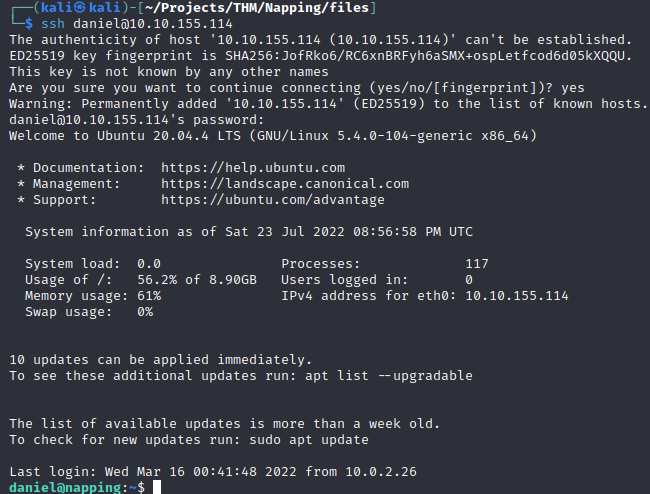 ┌──(kali㉿kali)-[~/Projects/THM/Napping/files]
└─$ ssh daniel@10.10.155.114
The authenticity of host '10.10.155.114 (10.10.155.114)' can't be established.
ED25519 key fingerprint is SHA256:JofRko6/RC6xnBRFyh6aSMX+ospLetfcod6d05kXQQU.
This key is not known by any other names
Are you sure you want to continue connecting (yes/no/[fingerprint])? yes
Warning: Permanently added '10.10.155.114' (ED25519) to the list of known hosts.
daniel@10.10.155.114's password:
Welcome to Ubuntu 20.04.4 LTS (GNU/Linux 5.4.0-104-generic x86_64)

 * Documentation:  https://help.ubuntu.com
 * Management:     https://landscape.canonical.com
 * Support:        https://ubuntu.com/advantage

  System information as of Sat 23 Jul 2022 08:56:58 PM UTC

  System load:  0.0               Processes:             117
  Usage of /:   56.2% of 8.90GB   Users logged in:       0
  Memory usage: 61%               IPv4 address for eth0: 10.10.155.114
  Swap usage:   0%

10 updates can be applied immediately.
To see these additional updates run: apt list --upgradable

The list of available updates is more than a week old.
To check for new updates run: sudo apt update

Last login: Wed Mar 16 00:41:48 2022 from 10.0.2.26
daniel@napping:~$